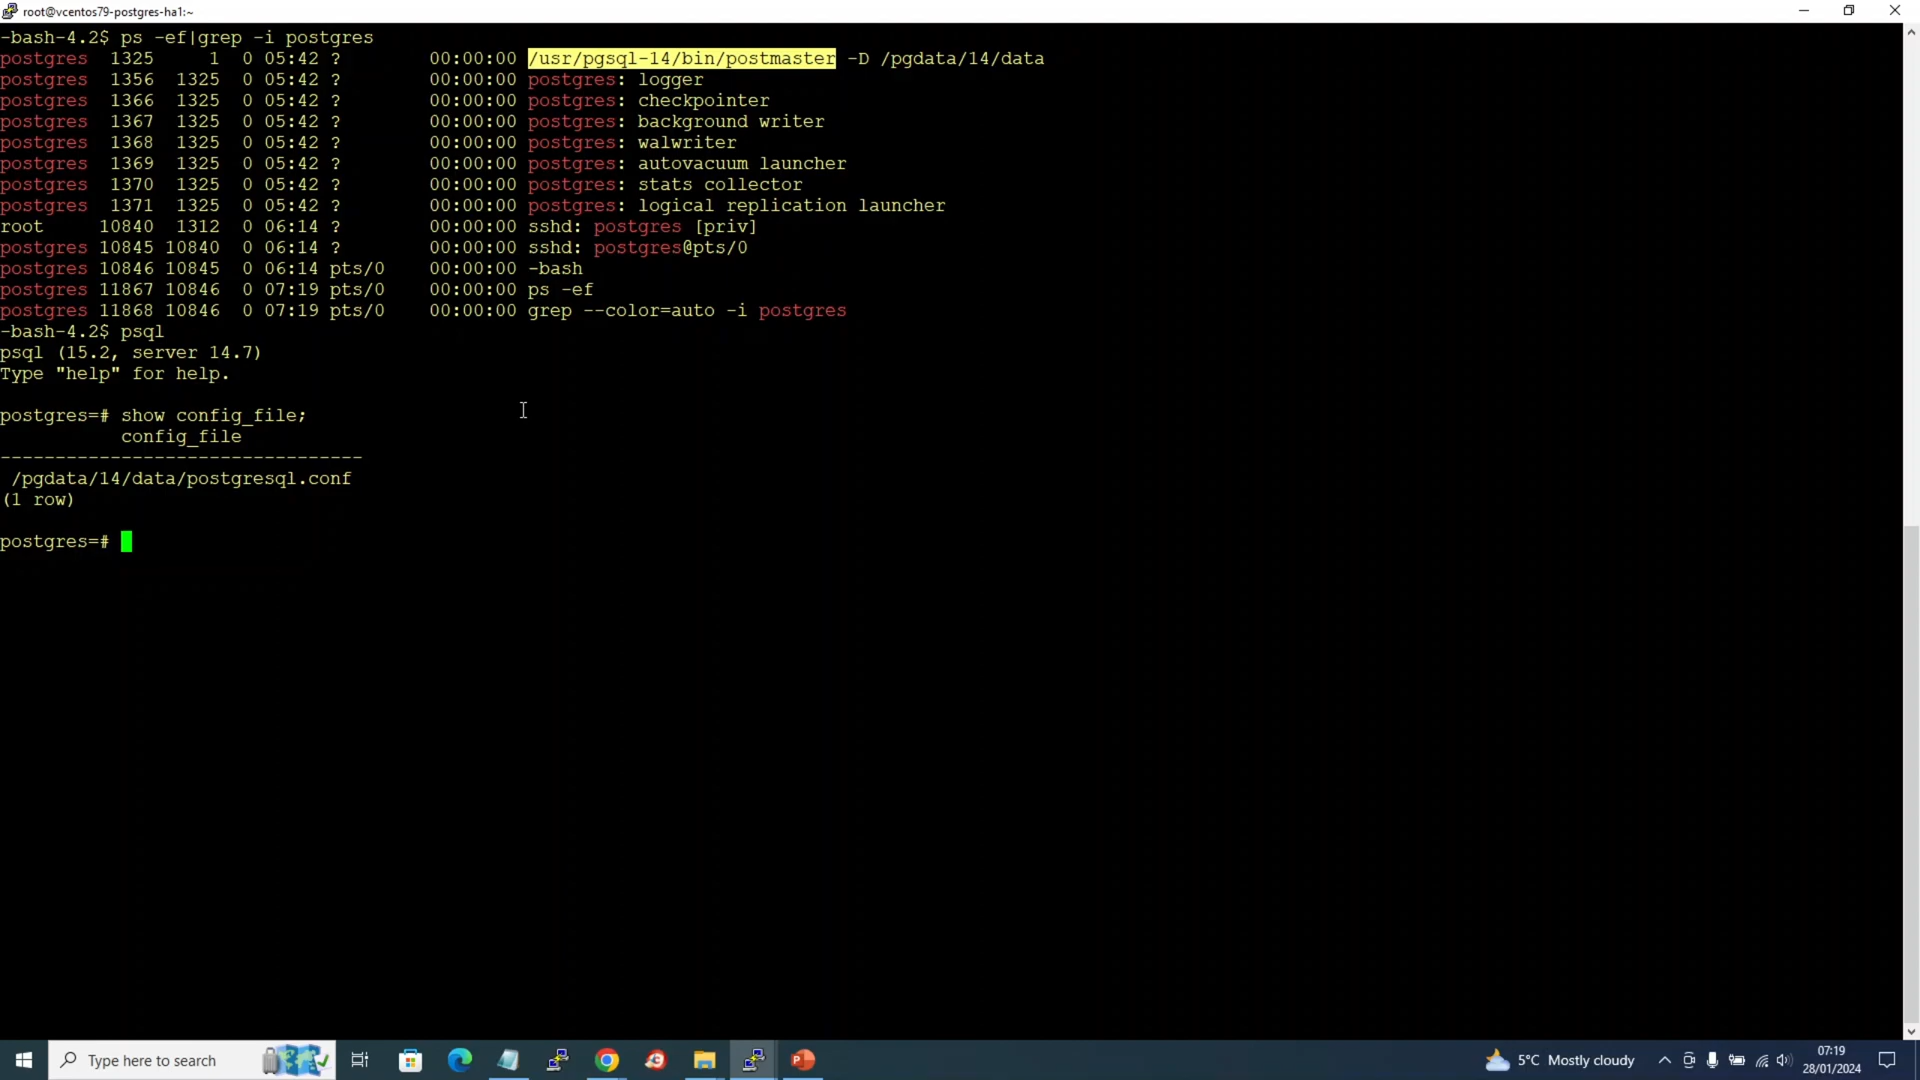 root@vcentos79-postgres-ha1:~
-bash-4.2$ ps -ef|grep -i postgres
postgres  1325     1  0 05:42 ?        00:00:00 /usr/pgsql-14/bin/postmaster -D /pgdata/14/data
postgres  1356  1325  0 05:42 ?        00:00:00 postgres: logger
postgres  1366  1325  0 05:42 ?        00:00:00 postgres: checkpointer
postgres  1367  1325  0 05:42 ?        00:00:00 postgres: background writer
postgres  1368  1325  0 05:42 ?        00:00:00 postgres: walwriter
postgres  1369  1325  0 05:42 ?        00:00:00 postgres: autovacuum launcher
postgres  1370  1325  0 05:42 ?        00:00:00 postgres: stats collector
postgres  1371  1325  0 05:42 ?        00:00:00 postgres: logical replication launcher
root     10840  1312  0 06:14 ?        00:00:00 sshd: postgres [priv]
postgres 10845 10840  0 06:14 ?        00:00:00 sshd: postgres@pts/0
postgres 10846 10845  0 06:14 pts/0    00:00:00 -bash
postgres 11867 10846  0 07:19 pts/0    00:00:00 ps -ef
postgres 11868 10846  0 07:19 pts/0    00:00:00 grep --color=auto -i postgres
-bash-4.2$ psql
psql (15.2, server 14.7)
Type "help" for help.
postgres=# show config_file;
config_file
---------------------------------
/pgdata/14/data/postgresql.conf
(1 row)
postgres=#
Type here to search
5°C Mostly cloudy
07:19
28/01/2024